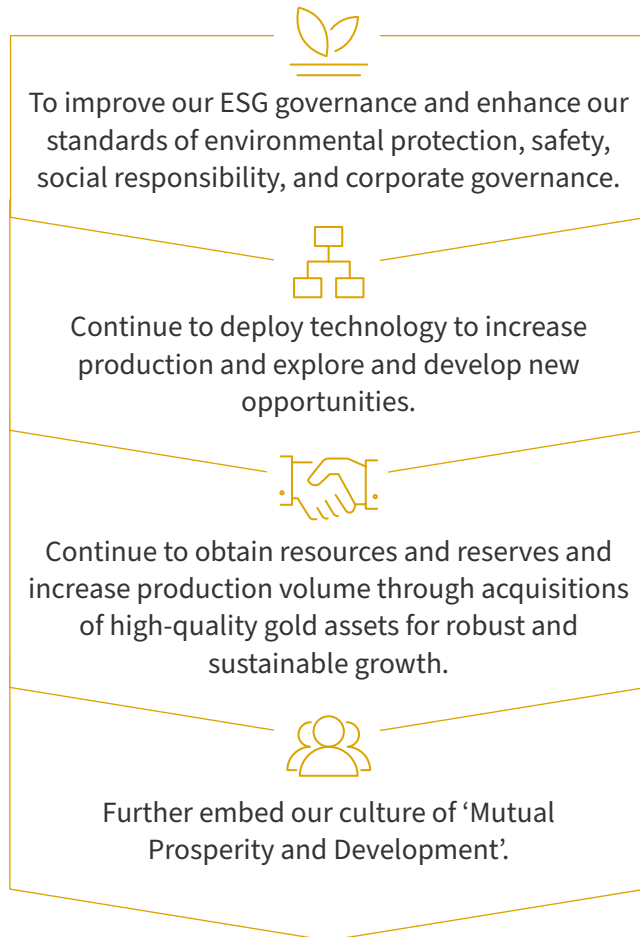 To improve our ESG governance and enhance our
standards of environmental protection, safety,
social responsibility, and corporate governance.
Continue to deploy technology to increase
production and explore and develop new
opportunities.
Continue to obtain resources and reserves and
increase production volume through acquisitions
of high-quality gold assets for robust and
sustainable growth.
Further embed our culture of ‘Mutual
Prosperity and Development’.